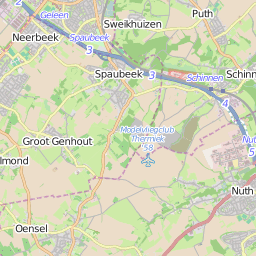 2
Geleen
Sweikhuizen
Puth
Neerbeek
Spaubeek
3
Spaubeek
3
Schinnen
Schinn
4
Modelvliegclub
Thermiek
'58
Groot Genhout
lmond
Nut
5
Nuth
Oensel